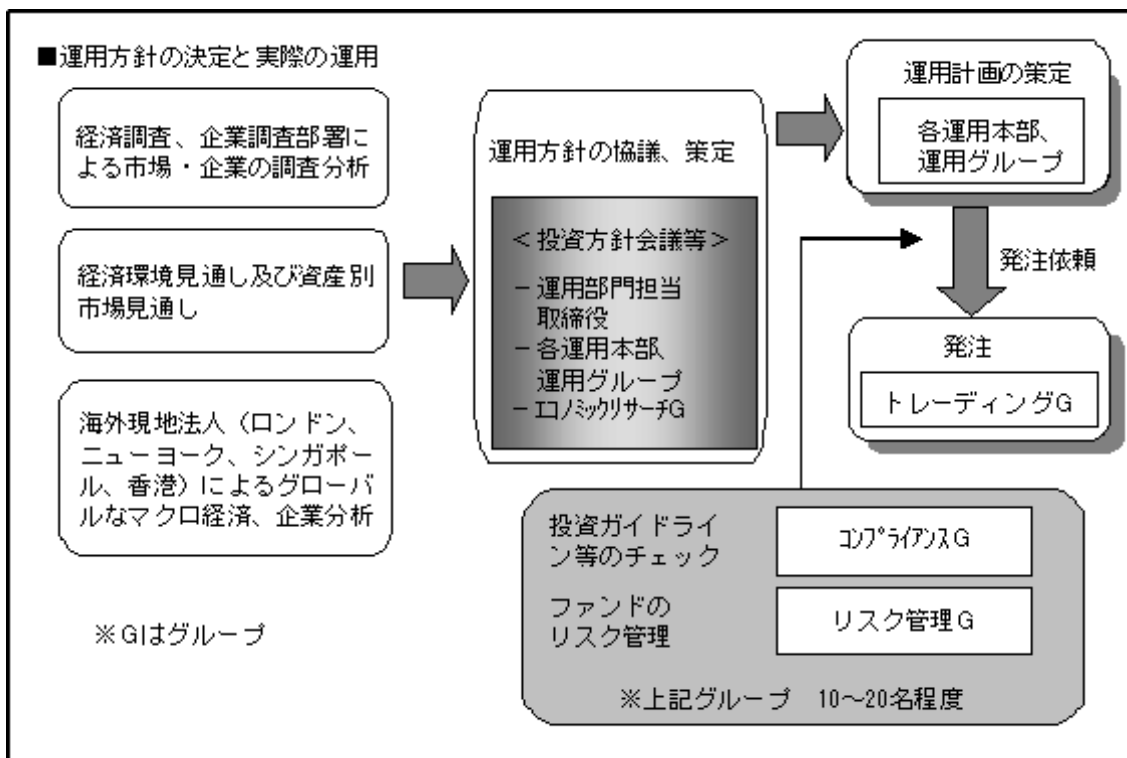 ■運用方針の決定と実際の運用
経済調査、企業調査部署に
よる市場・企業の調査分析
経済環境見通し及び資産別
市場見通し
海外現地法人（ロンドン、
ニューヨーク、シンガポー
ル、香港）によるグローバ
ルなマクロ経済、企業分析
※Gはグループ
運用方針の協議、策定
＜投資方針会議等＞
－運用部門担当
取締役
－各運用本部、
運用グループ
－ｴｺﾉﾐｯｸﾘｻｰﾁG
運用計画の策定
各運用本部、
運用グループ
発注依頼
発注
トレーディングG
投資ガイドライ
ン等のチェック
ｺﾝﾌﾟﾗｲｱﾝｽG
ファンドの
リスク管理
リスク管理G
※上記グループ　10～20名程度